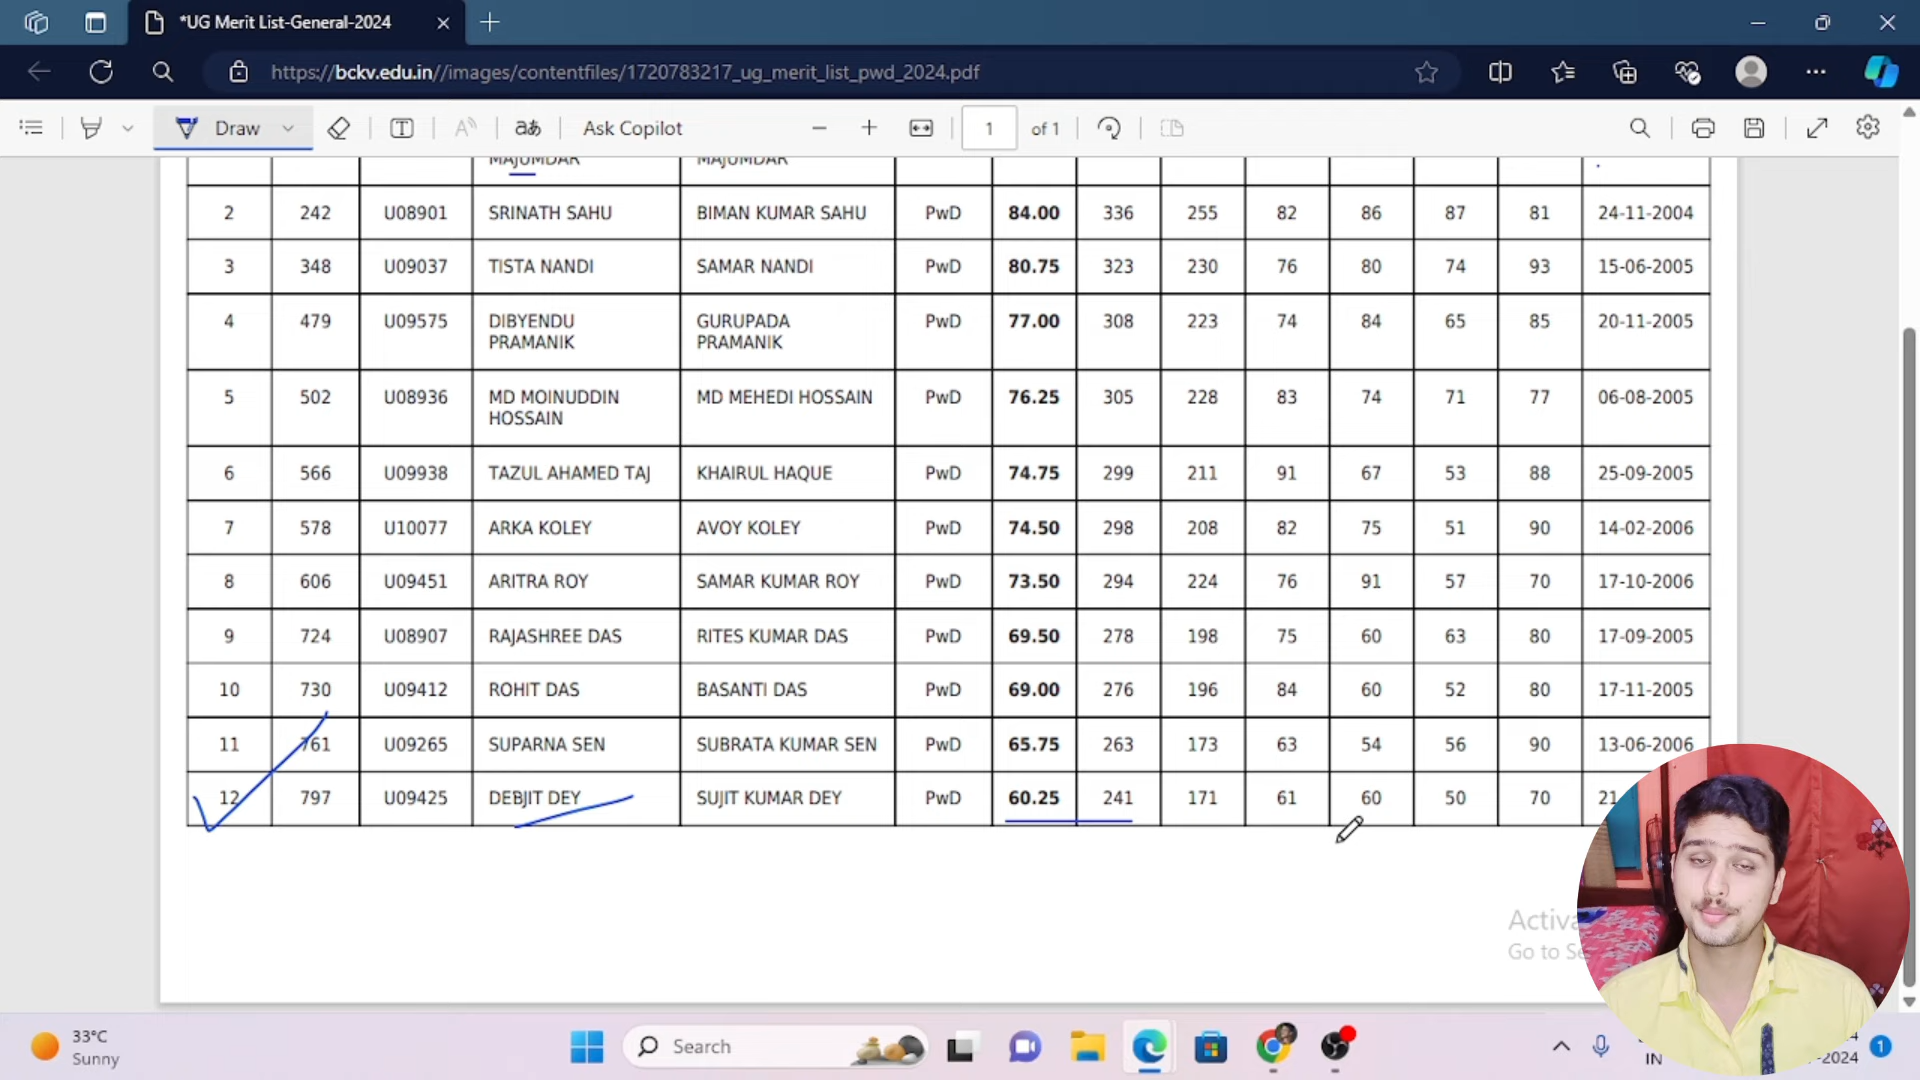 *UG Merit List-General-2024
https://bckv.edu.in//images/contentfiles/1720783217_ug_merit_list_pwd_2024.pdf
Draw
aあ
Ask Copilot
1 of 1
MAJUMDAR MAJUMDAR
2 242 U08901 SRINATH SAHU BIMAN KUMAR SAHU PwD 84.00 336 255 82 86 87 81 24-11-2004
3 348 U09037 TISTA NANDI SAMAR NANDI PwD 80.75 323 230 76 80 74 93 15-06-2005
4 479 U09575 DIBYENDU PRAMANIK GURUPADA PRAMANIK PwD 77.00 308 223 74 84 65 85 20-11-2005
5 502 U08936 MD MOINUDDIN HOSSAIN MD MEHEDI HOSSAIN PwD 76.25 305 228 83 74 71 77 06-08-2005
6 566 U09938 TAZUL AHAMED TAJ KHAIRUL HAQUE PwD 74.75 299 211 91 67 53 88 25-09-2005
7 578 U10077 ARKA KOLEY AVOY KOLEY PwD 74.50 298 208 82 75 51 90 14-02-2006
8 606 U09451 ARITRA ROY SAMAR KUMAR ROY PwD 73.50 294 224 76 91 57 70 17-10-2006
9 724 U08907 RAJASHREE DAS RITES KUMAR DAS PwD 69.50 278 198 75 60 63 80 17-09-2005
10 730 U09412 ROHIT DAS BASANTI DAS PwD 69.00 276 196 84 60 52 80 17-11-2005
11 761 U09265 SUPARNA SEN SUBRATA KUMAR SEN PwD 65.75 263 173 63 54 56 90 13-06-2006
12 797 U09425 DEBJIT DEY SUJIT KUMAR DEY PwD 60.25 241 171 61 60 50 70 21
Go to
33°C
Sunny
Search
IN
-2024
1